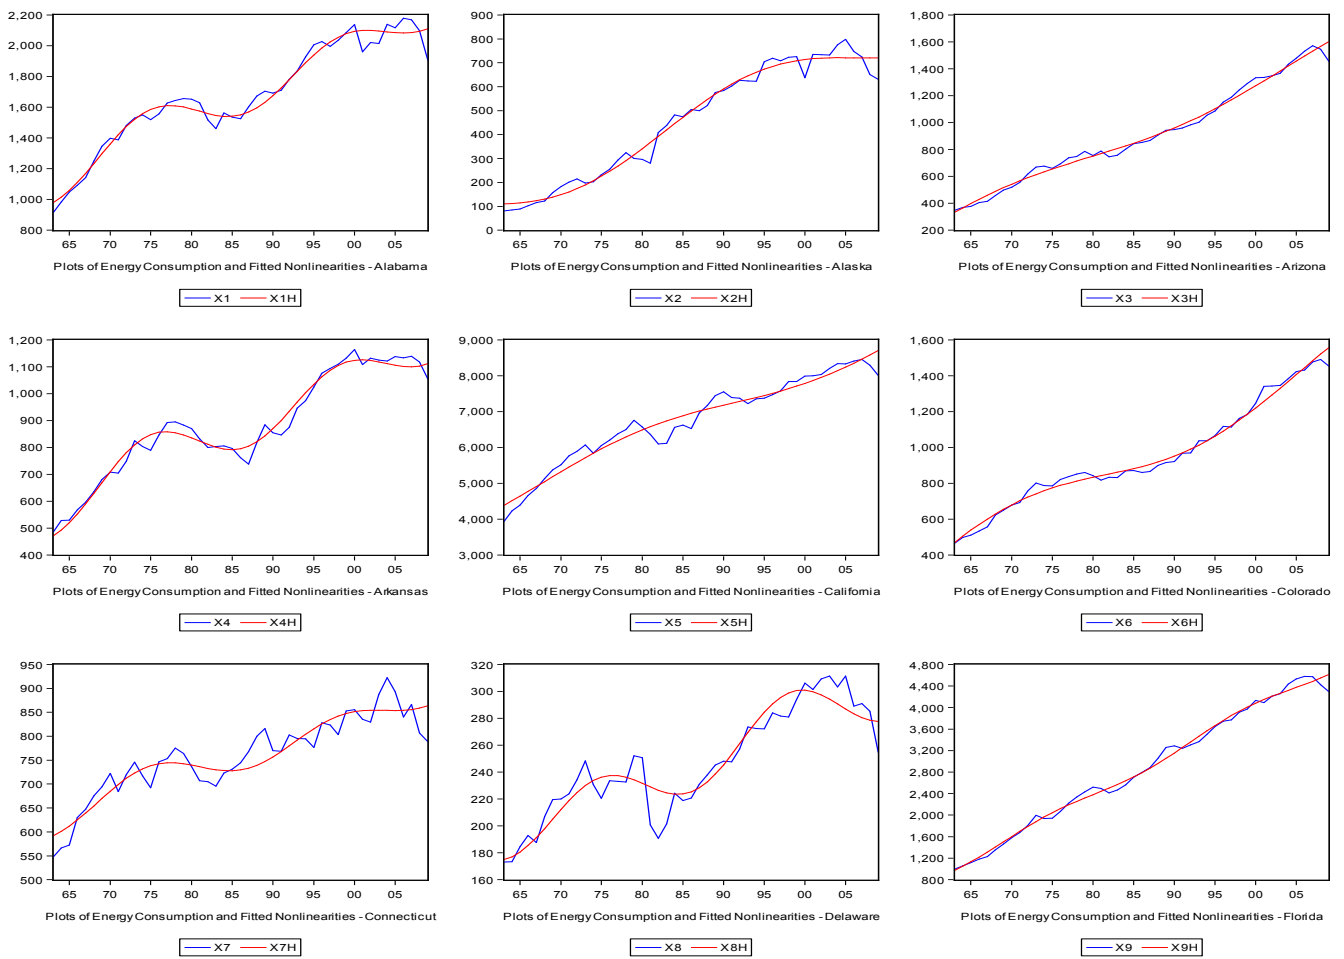 2,200
2,000
1,800
1,600
1,400
1,200
1,000
800
65 70 75 80 85 90 95 00 05
Plots of Energy Consumption and Fitted Nonlinearities - Alabama
X1 X1H
900
800
700
600
500
400
300
200
100
0
65 70 75 80 85 90 95 00 05
Plots of Energy Consumption and Fitted Nonlinearities - Alaska
X2 X2H
1,800
1,600
1,400
1,200
1,000
800
600
400
200
65 70 75 80 85 90 95 00 05
Plots of Energy Consumption and Fitted Nonlinearities - Arizona
X3 X3H
1,200
1,100
1,000
900
800
700
600
500
400
65 70 75 80 85 90 95 00 05
Plots of Energy Consumption and Fitted Nonlinearities - Arkansas
X4 X4H
9,000
8,000
7,000
6,000
5,000
4,000
3,000
65 70 75 80 85 90 95 00 05
Plots of Energy Consumption and Fitted Nonlinearities - California
X5 X5H
1,600
1,400
1,200
1,000
800
600
400
65 70 75 80 85 90 95 00 05
Plots of Energy Consumption and Fitted Nonlinearities - Colorado
X6 X6H
950
900
850
800
750
700
650
600
550
500
65 70 75 80 85 90 95 00 05
Plots of Energy Consumption and Fitted Nonlinearities - Connecticut
X7 X7H
320
300
280
260
240
220
200
180
160
65 70 75 80 85 90 95 00 05
Plots of Energy Consumption and Fitted Nonlinearities - Delaware
X8 X8H
4,800
4,400
4,000
3,600
3,200
2,800
2,400
2,000
1,600
1,200
800
65 70 75 80 85 90 95 00 05
Plots of Energy Consumption and Fitted Nonlinearities - Florida
X9 X9H